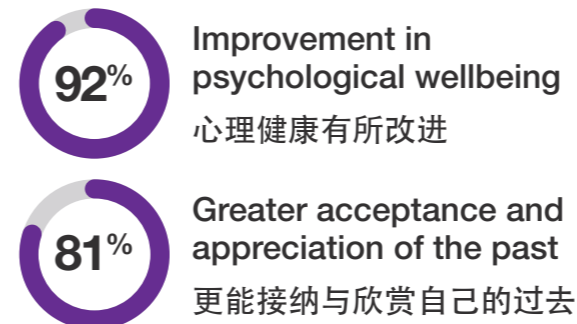 92%
Improvement in
psychological wellbeing
心理健康有所改进
81%
Greater acceptance and
appreciation of the past
更能接纳与欣赏自己的过去